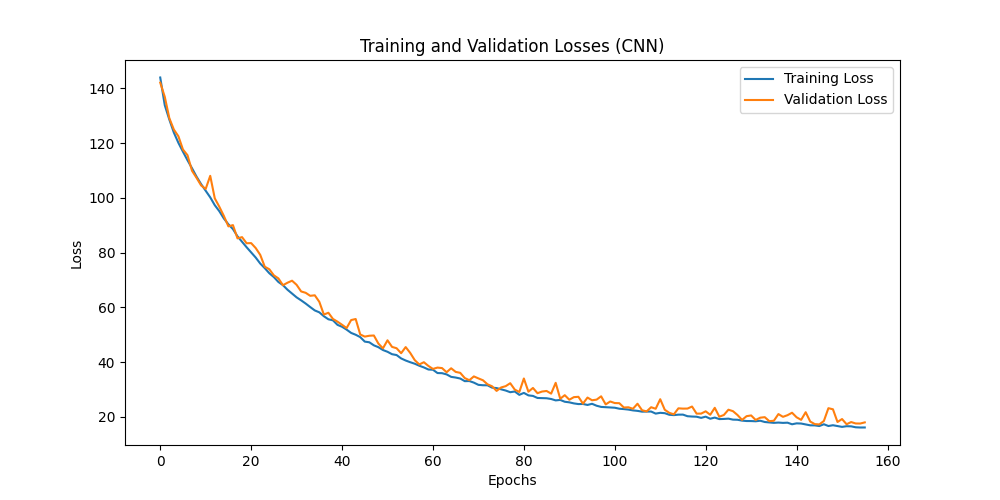 Training and Validation Losses (CNN)
Training Loss
Validation Loss
Loss
140
120
100
80
60
40
20
0 20 40 60 80 100 120 140 160
Epochs